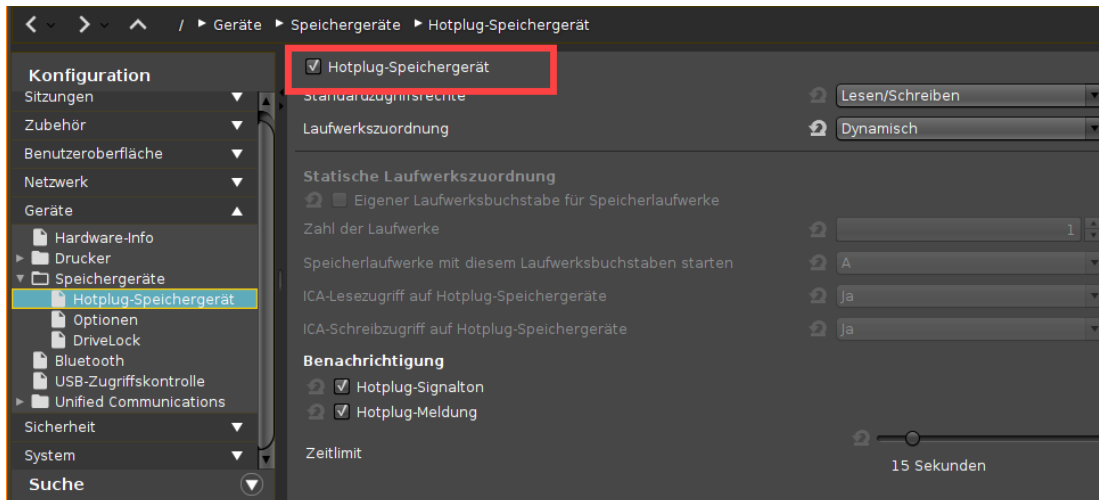 / Geräte Speichergeräte Hotplug-Speichergerät
Konfiguration
Sitzungen
Zubehör
Benutzeroberfläche
Netzwerk
Geräte
Hardware-Info
Drucker
Speichergeräte
Hotplug-Speichergerät
Optionen
DriveLock
Bluetooth
USB-Zugriffskontrolle
Unified Communications
Sicherheit
System
Suche
Hotplug-Speichergerät
Standardzugriffsrechte Lesen/Schreiben
Laufwerkszuordnung Dynamisch
Statische Laufwerkszuordnung
Eigener Laufwerksbuchstabe für Speicherlaufwerke
Zahl der Laufwerke 1
Speicherlaufwerke mit diesem Laufwerksbuchstaben starten A
ICA-Lesezugriff auf Hotplug-Speichergeräte Ja
ICA-Schreibzugriff auf Hotplug-Speichergeräte Ja
Benachrichtigung
Hotplug-Signalton
Hotplug-Meldung
Zeitlimit
15 Sekunden